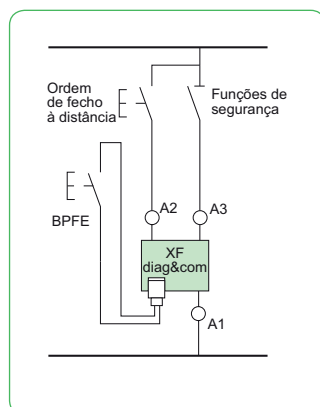 Ordem
de fecho
à distância
Funções de
segurança
BPFE
A2
A3
XF
diag&com
A1